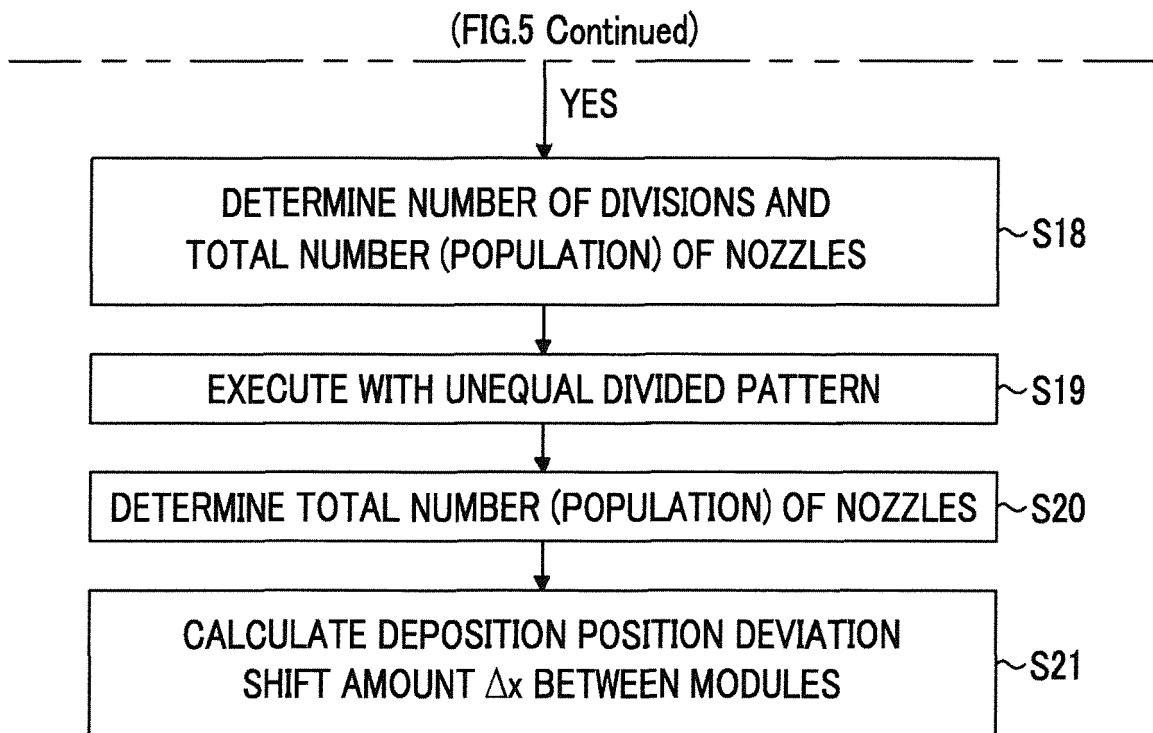 (FIG.5 Continued)
YES
DETERMINE NUMBER OF DIVISIONS AND
TOTAL NUMBER (POPULATION) OF NOZZLES
S18
EXECUTE WITH UNEQUAL DIVIDED PATTERN
S19
DETERMINE TOTAL NUMBER (POPULATION) OF NOZZLES
S20
CALCULATE DEPOSITION POSITION DEVIATION
SHIFT AMOUNT Δx BETWEEN MODULES
S21